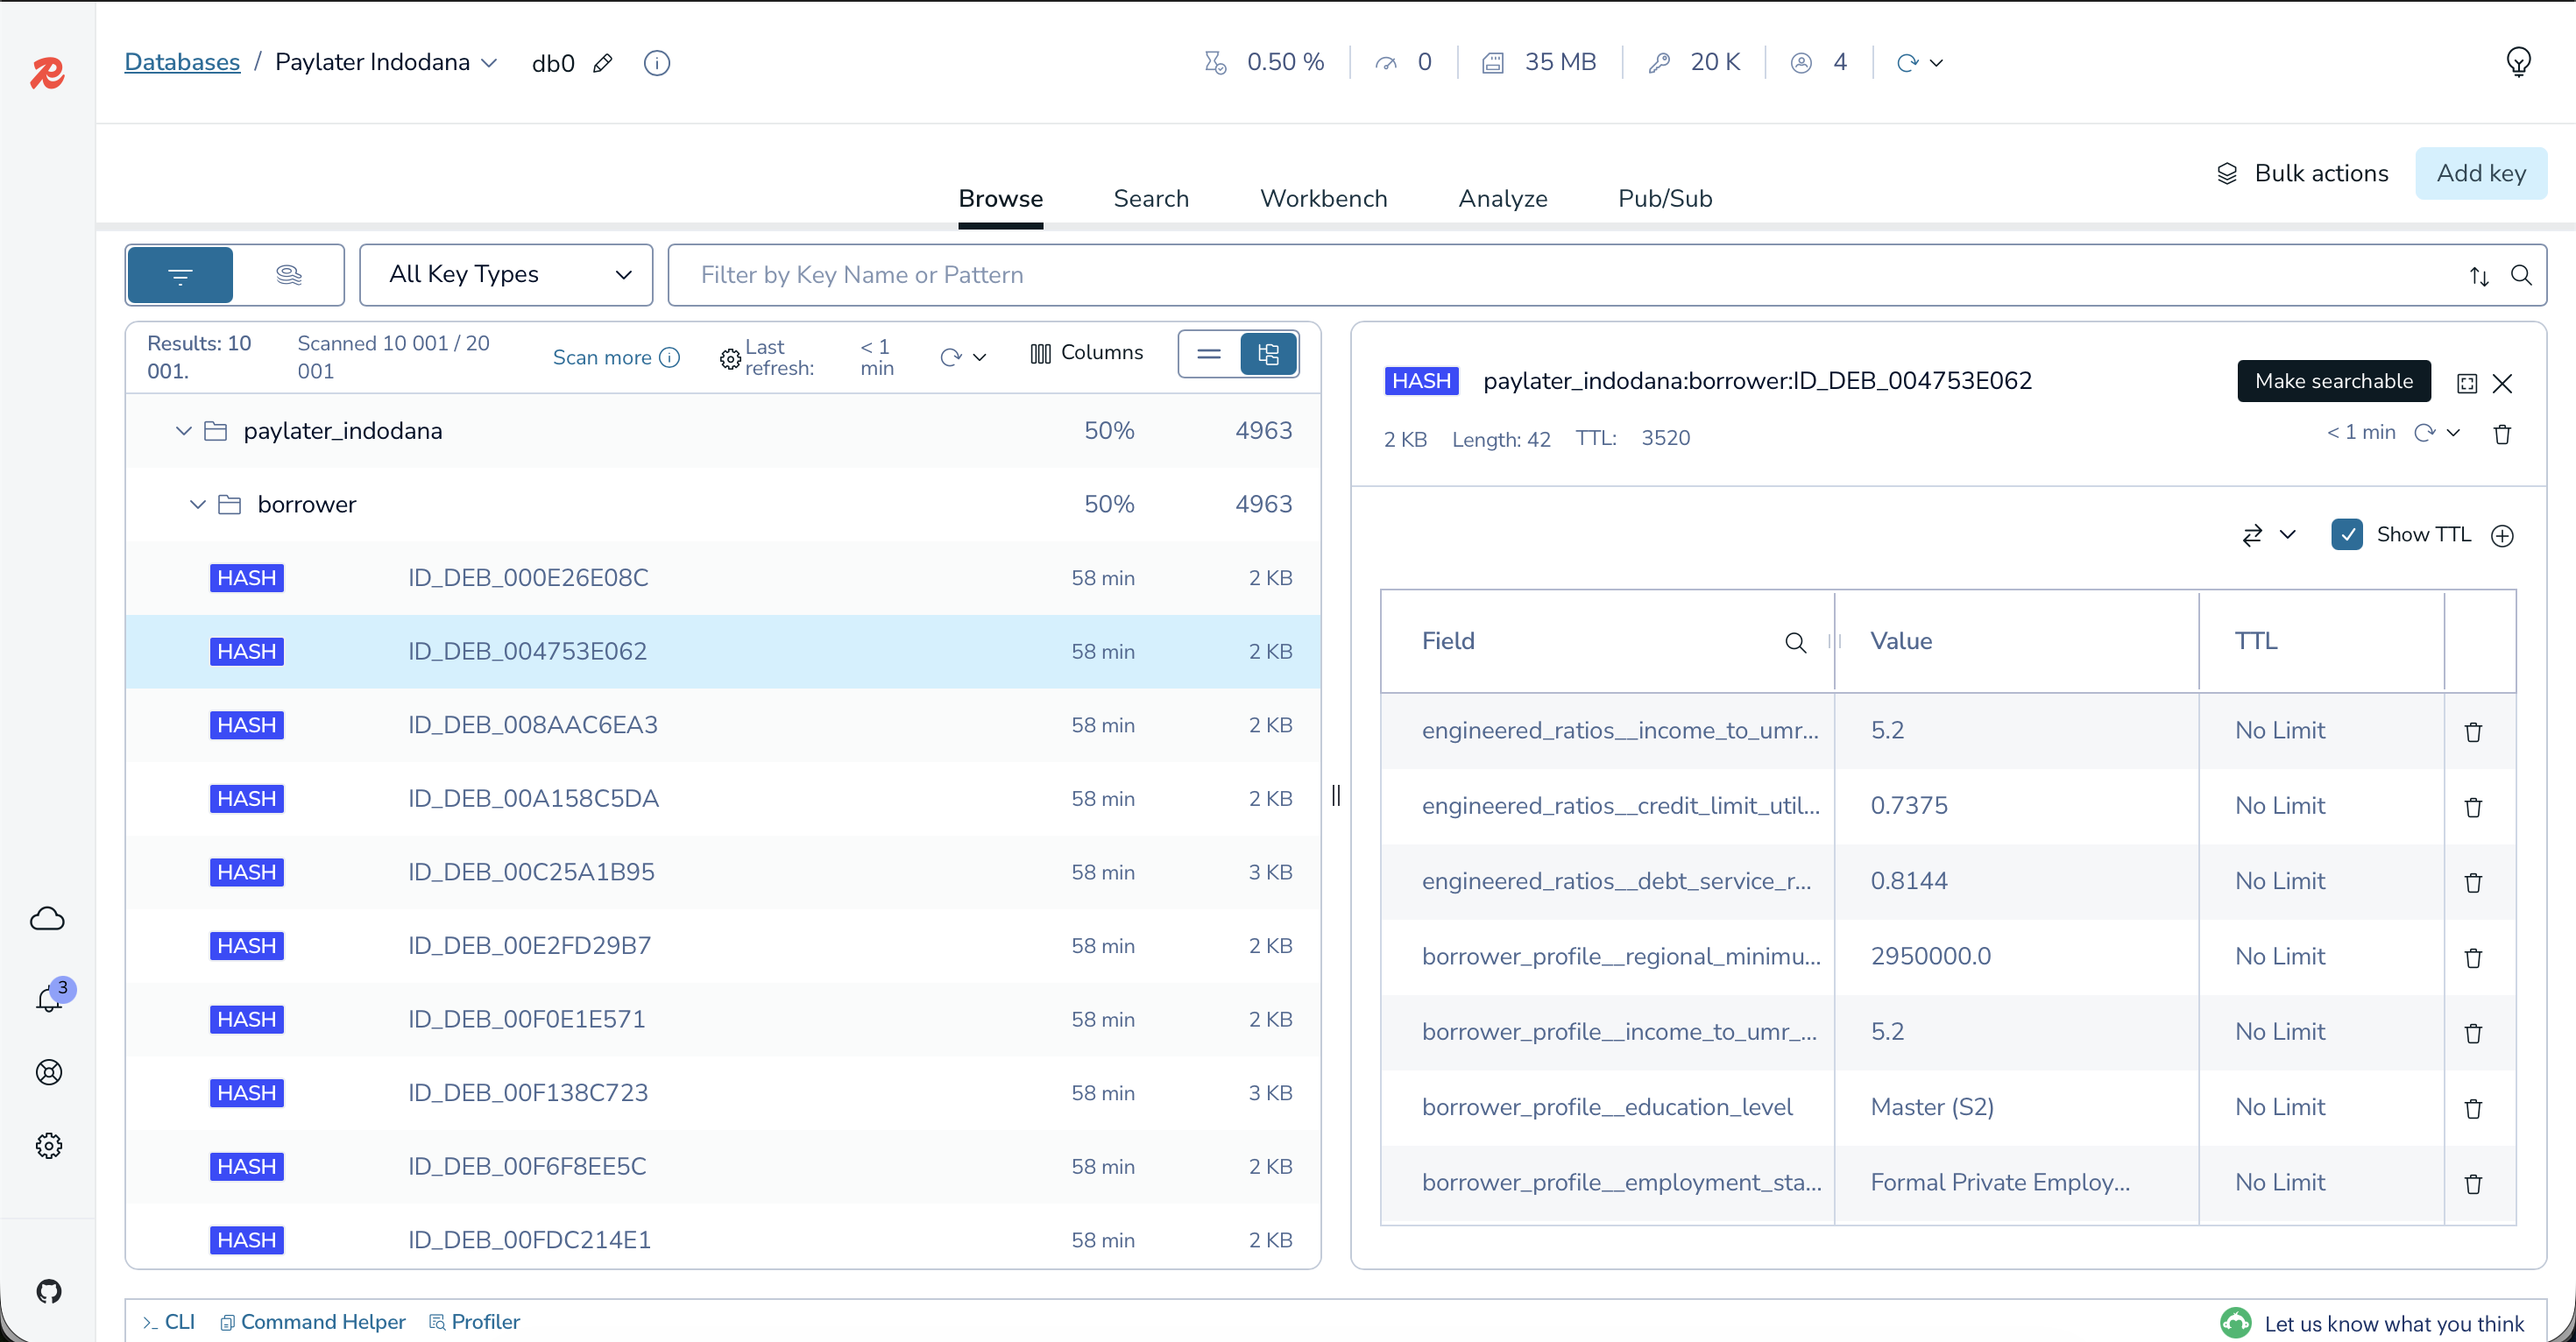 Databases / Paylater Indodana db0
0.50 % 0 35 MB 20 K 4
Bulk actions Add key
Browse Search Workbench Analyze Pub/Sub
All Key Types Filter by Key Name or Pattern
Results: 10 001. Scanned 10 001 / 20 001 Scan more Last refresh: < 1 min Columns
paylater_indodana 50% 4963
borrower 50% 4963
HASH ID_DEB_000E26E08C 58 min 2 KB
HASH ID_DEB_004753E062 58 min 2 KB
HASH ID_DEB_008AAC6EA3 58 min 2 KB
HASH ID_DEB_00A158C5DA 58 min 2 KB
HASH ID_DEB_00C25A1B95 58 min 3 KB
HASH ID_DEB_00E2FD29B7 58 min 2 KB
HASH ID_DEB_00F0E1E571 58 min 2 KB
HASH ID_DEB_00F138C723 58 min 3 KB
HASH ID_DEB_00F6F8EE5C 58 min 2 KB
HASH ID_DEB_00FDC214E1 58 min 2 KB
HASH paylater_indodana:borrower:ID_DEB_004753E062 Make searchable
2 KB Length: 42 TTL: 3520 < 1 min
Show TTL
Field Value TTL
engineered_ratios__income_to_umr... 5.2 No Limit
engineered_ratios__credit_limit_util... 0.7375 No Limit
engineered_ratios__debt_service_r... 0.8144 No Limit
borrower_profile__regional_minimu... 2950000.0 No Limit
borrower_profile__income_to_umr_... 5.2 No Limit
borrower_profile__education_level Master (S2) No Limit
borrower_profile__employment_sta... Formal Private Employ... No Limit
3
>_ CLI Command Helper Profiler
Let us know what you think